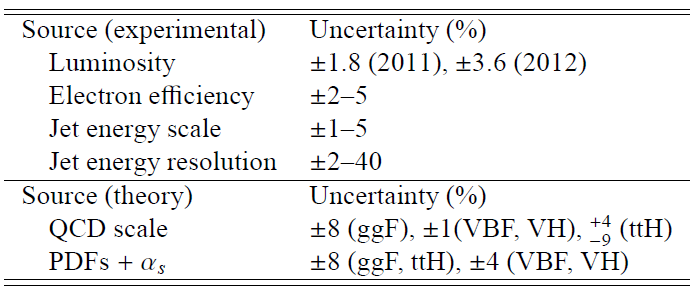 Source (experimental) Uncertainty (%)
Luminosity ±1.8 (2011), ±3.6 (2012)
Electron efficiency ±2–5
Jet energy scale ±1–5
Jet energy resolution ±2–40
Source (theory) Uncertainty (%)
QCD scale ±8 (ggF), ±1(VBF, VH), +4 −9 (ttH)
PDFs + αs ±8 (ggF, ttH), ±4 (VBF, VH)